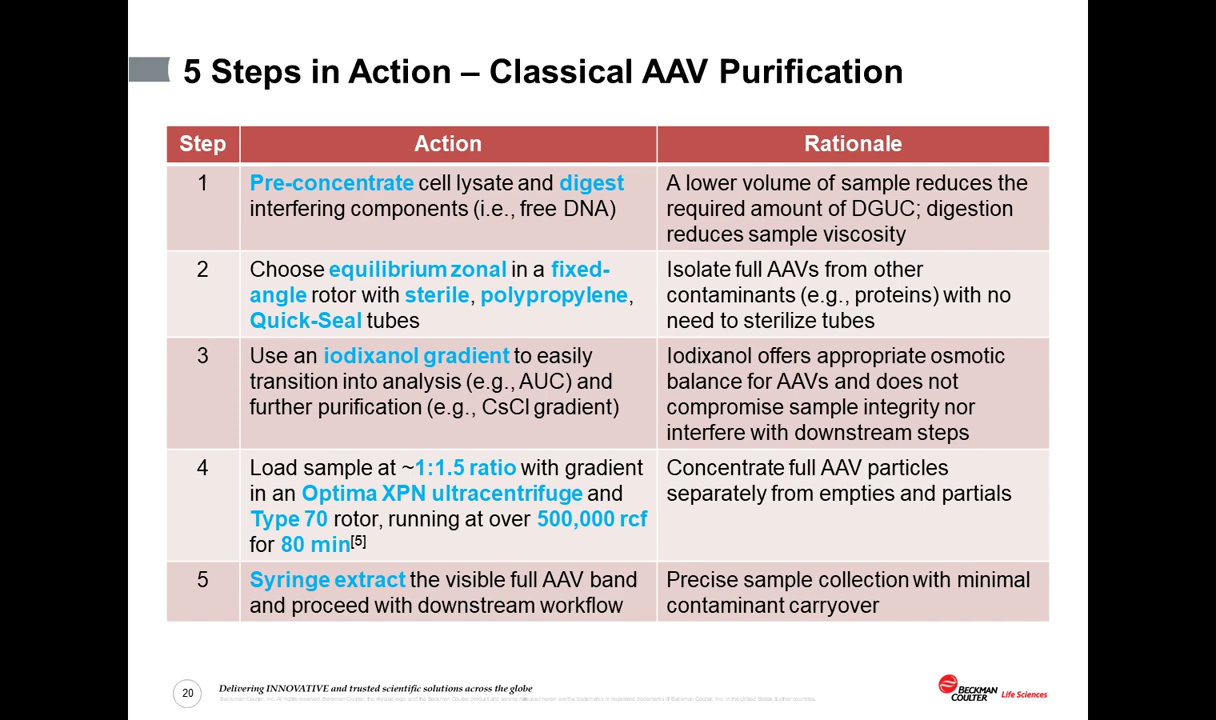 5 Steps in Action – Classical AAV Purification
Step
Action
Rationale
1
Pre-concentrate cell lysate and digest
interfering components (i.e., free DNA)
A lower volume of sample reduces the
required amount of DGUC; digestion
reduces sample viscosity
2
Choose equilibrium zonal in a fixed-
angle rotor with sterile, polypropylene,
Quick-Seal tubes
Isolate full AAVs from other
contaminants (e.g., proteins) with no
need to sterilize tubes
3
Use an iodixanol gradient to easily
transition into analysis (e.g., AUC) and
further purification (e.g., CsCl gradient)
Iodixanol offers appropriate osmotic
balance for AAVs and does not
compromise sample integrity nor
interfere with downstream steps
4
Load sample at ~1:1.5 ratio with gradient
in an Optima XPN ultracentrifuge and
Type 70 rotor, running at over 500,000 rcf
for 80 min[5]
Concentrate full AAV particles
separately from empties and partials
5
Syringe extract the visible full AAV band
and proceed with downstream workflow
Precise sample collection with minimal
contaminant carryover
20
Delivering INNOVATIVE and trusted scientific solutions across the globe
BECKMAN
COULTER Life Sciences